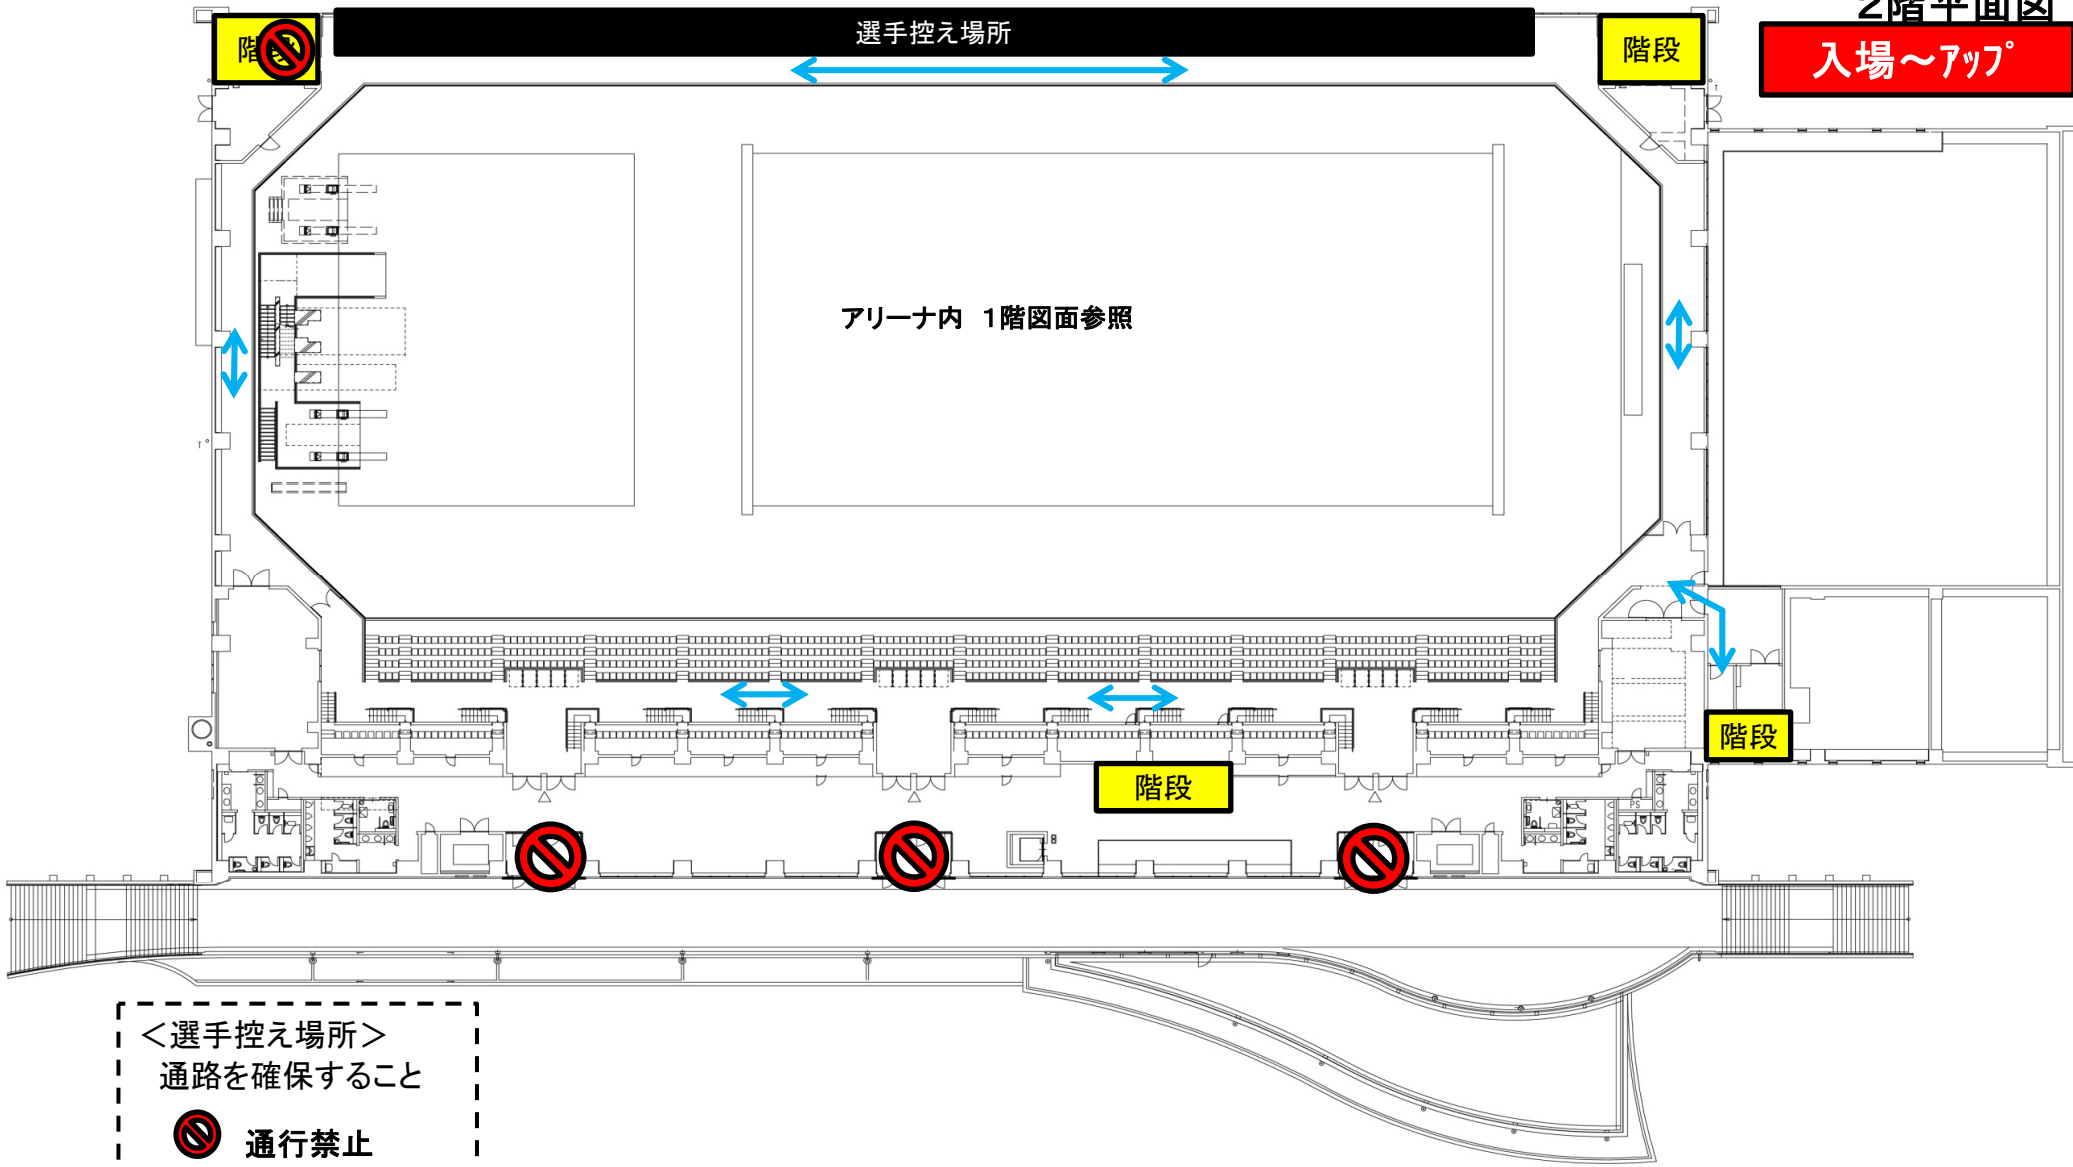 2階平面図
選手控え場所
階
階段
入場～アップ
アリーナ内 1階図面参照
階段
階段
PS
＜選手控え場所＞
通路を確保すること
通行禁止